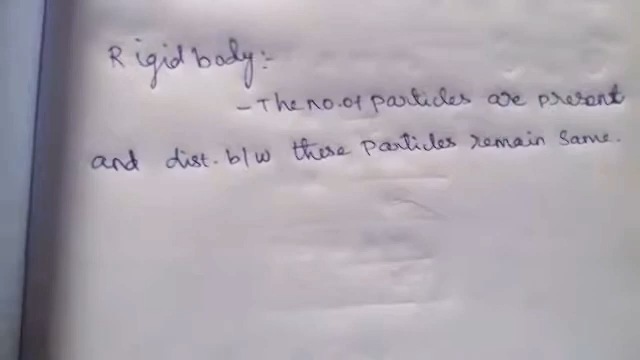 Rigid body :-
- The no. of particles are present
and dist. b/w these particles remain same.